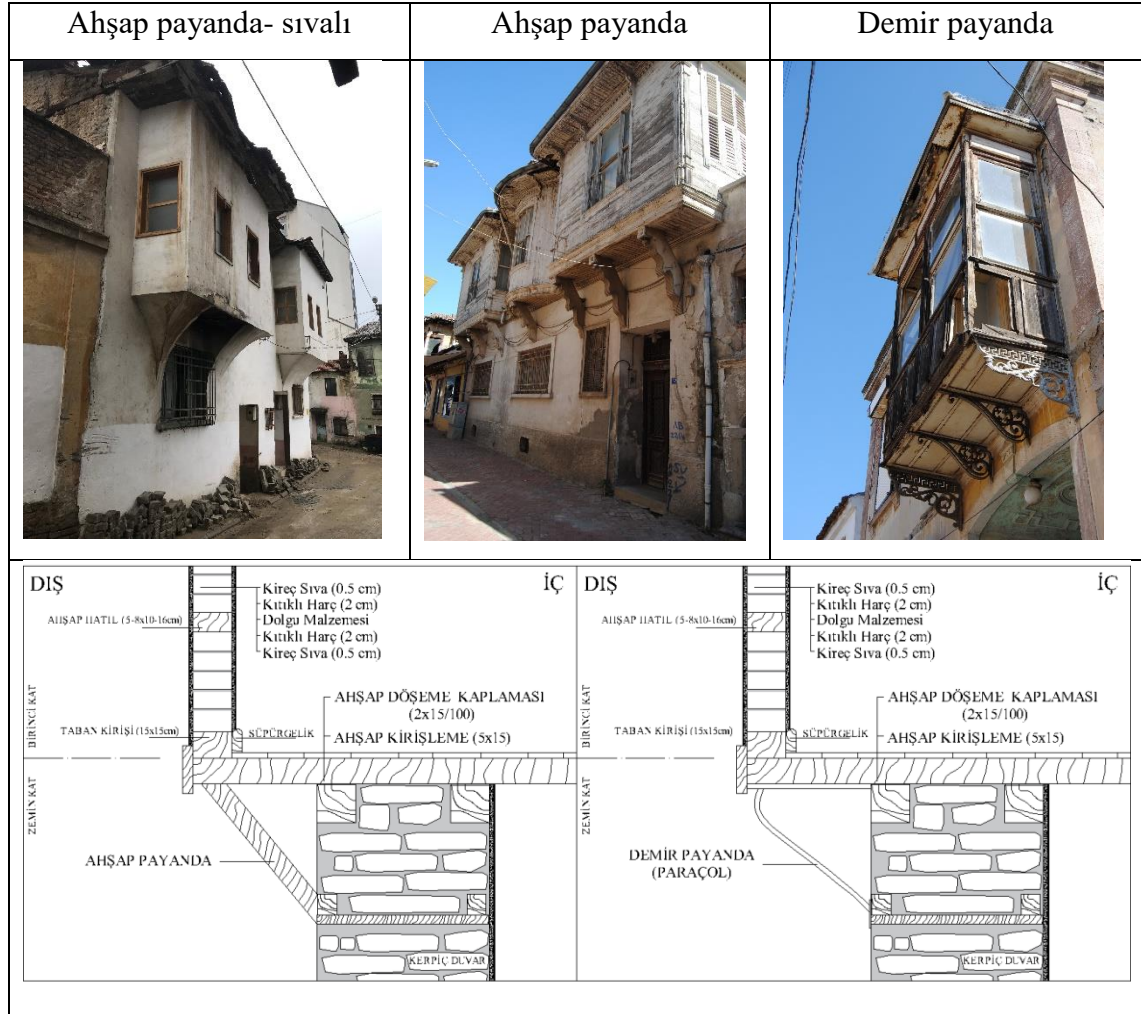 Ahşap payanda- sıvalı
Ahşap payanda
Demir payanda
DIŞ
İÇ
Kireç Sıva (0.5 cm)
Kıtıklı Harç (2 cm)
Dolgu Malzemesi
Kıtıklı Harç (2 cm)
Kireç Sıva (0.5 cm)
AHŞAP HATIL (5-8x10-16cm)
BİRİNCİ KAT
AHŞAP DÖŞEME KAPLAMASI
(2x15/100)
TABAN KİRİŞİ (15x15cm)
SÜPÜRGELİK
AHŞAP KİRİŞLEME (5x15)
ZEMİN KAT
AHŞAP PAYANDA
KERPİÇ DUVAR
DIŞ
İÇ
Kireç Sıva (0.5 cm)
Kıtıklı Harç (2 cm)
Dolgu Malzemesi
Kıtıklı Harç (2 cm)
Kireç Sıva (0.5 cm)
AHŞAP HATIL (5-8x10-16cm)
BİRİNCİ KAT
AHŞAP DÖŞEME KAPLAMASI
(2x15/100)
TABAN KİRİŞİ (15x15cm)
SÜPÜRGELİK
AHŞAP KİRİŞLEME (5x15)
ZEMİN KAT
DEMİR PAYANDA
(PARAÇOL)
KERPİÇ DUVAR